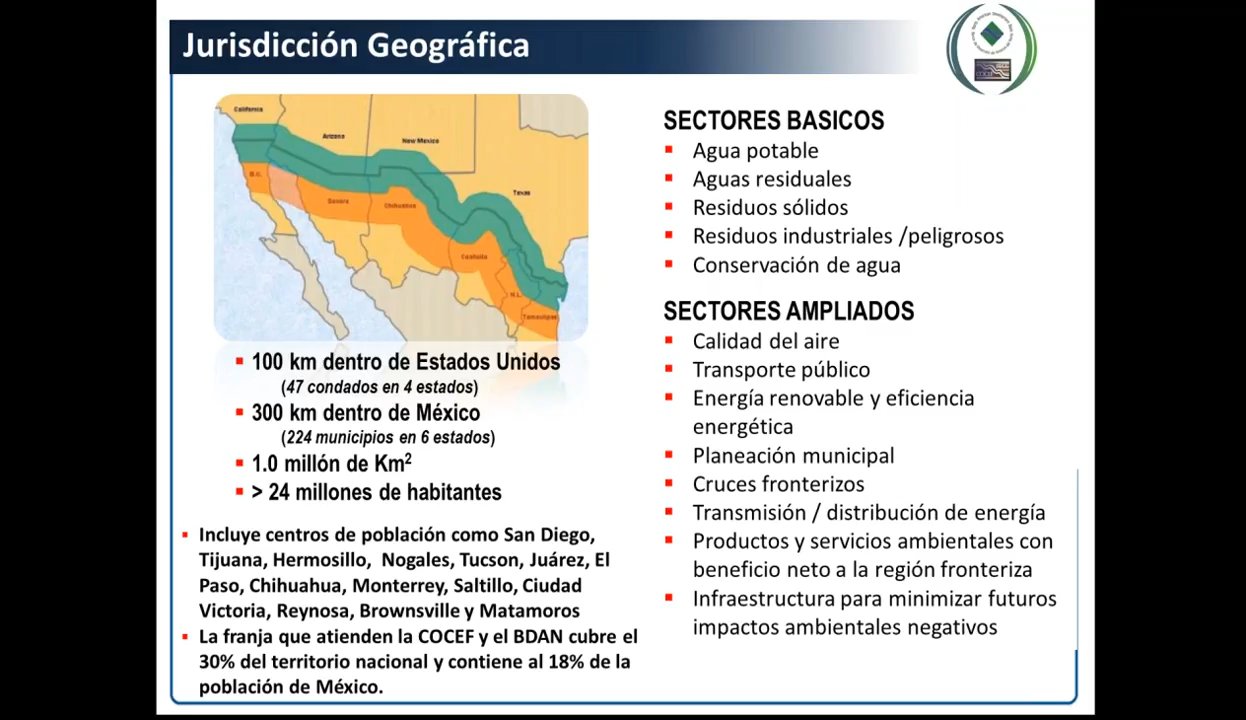 Jurisdicción Geográfica
California
Arizona
New Mexico
Texas
B.C.
Sonora
Chihuahua
Coahuila
N.L.
Tamaulipas
100 km dentro de Estados Unidos
(47 condados en 4 estados)
300 km dentro de México
(224 municipios en 6 estados)
1.0 millón de Km²
> 24 millones de habitantes
Incluye centros de población como San Diego,
Tijuana, Hermosillo, Nogales, Tucson, Juárez, El
Paso, Chihuahua, Monterrey, Saltillo, Ciudad
Victoria, Reynosa, Brownsville y Matamoros
La franja que atienden la COCEF y el BDAN cubre el
30% del territorio nacional y contiene al 18% de la
población de México.
SECTORES BASICOS
Agua potable
Aguas residuales
Residuos sólidos
Residuos industriales /peligrosos
Conservación de agua
SECTORES AMPLIADOS
Calidad del aire
Transporte público
Energía renovable y eficiencia
energética
Planeación municipal
Cruces fronterizos
Transmisión / distribución de energía
Productos y servicios ambientales con
beneficio neto a la región fronteriza
Infraestructura para minimizar futuros
impactos ambientales negativos